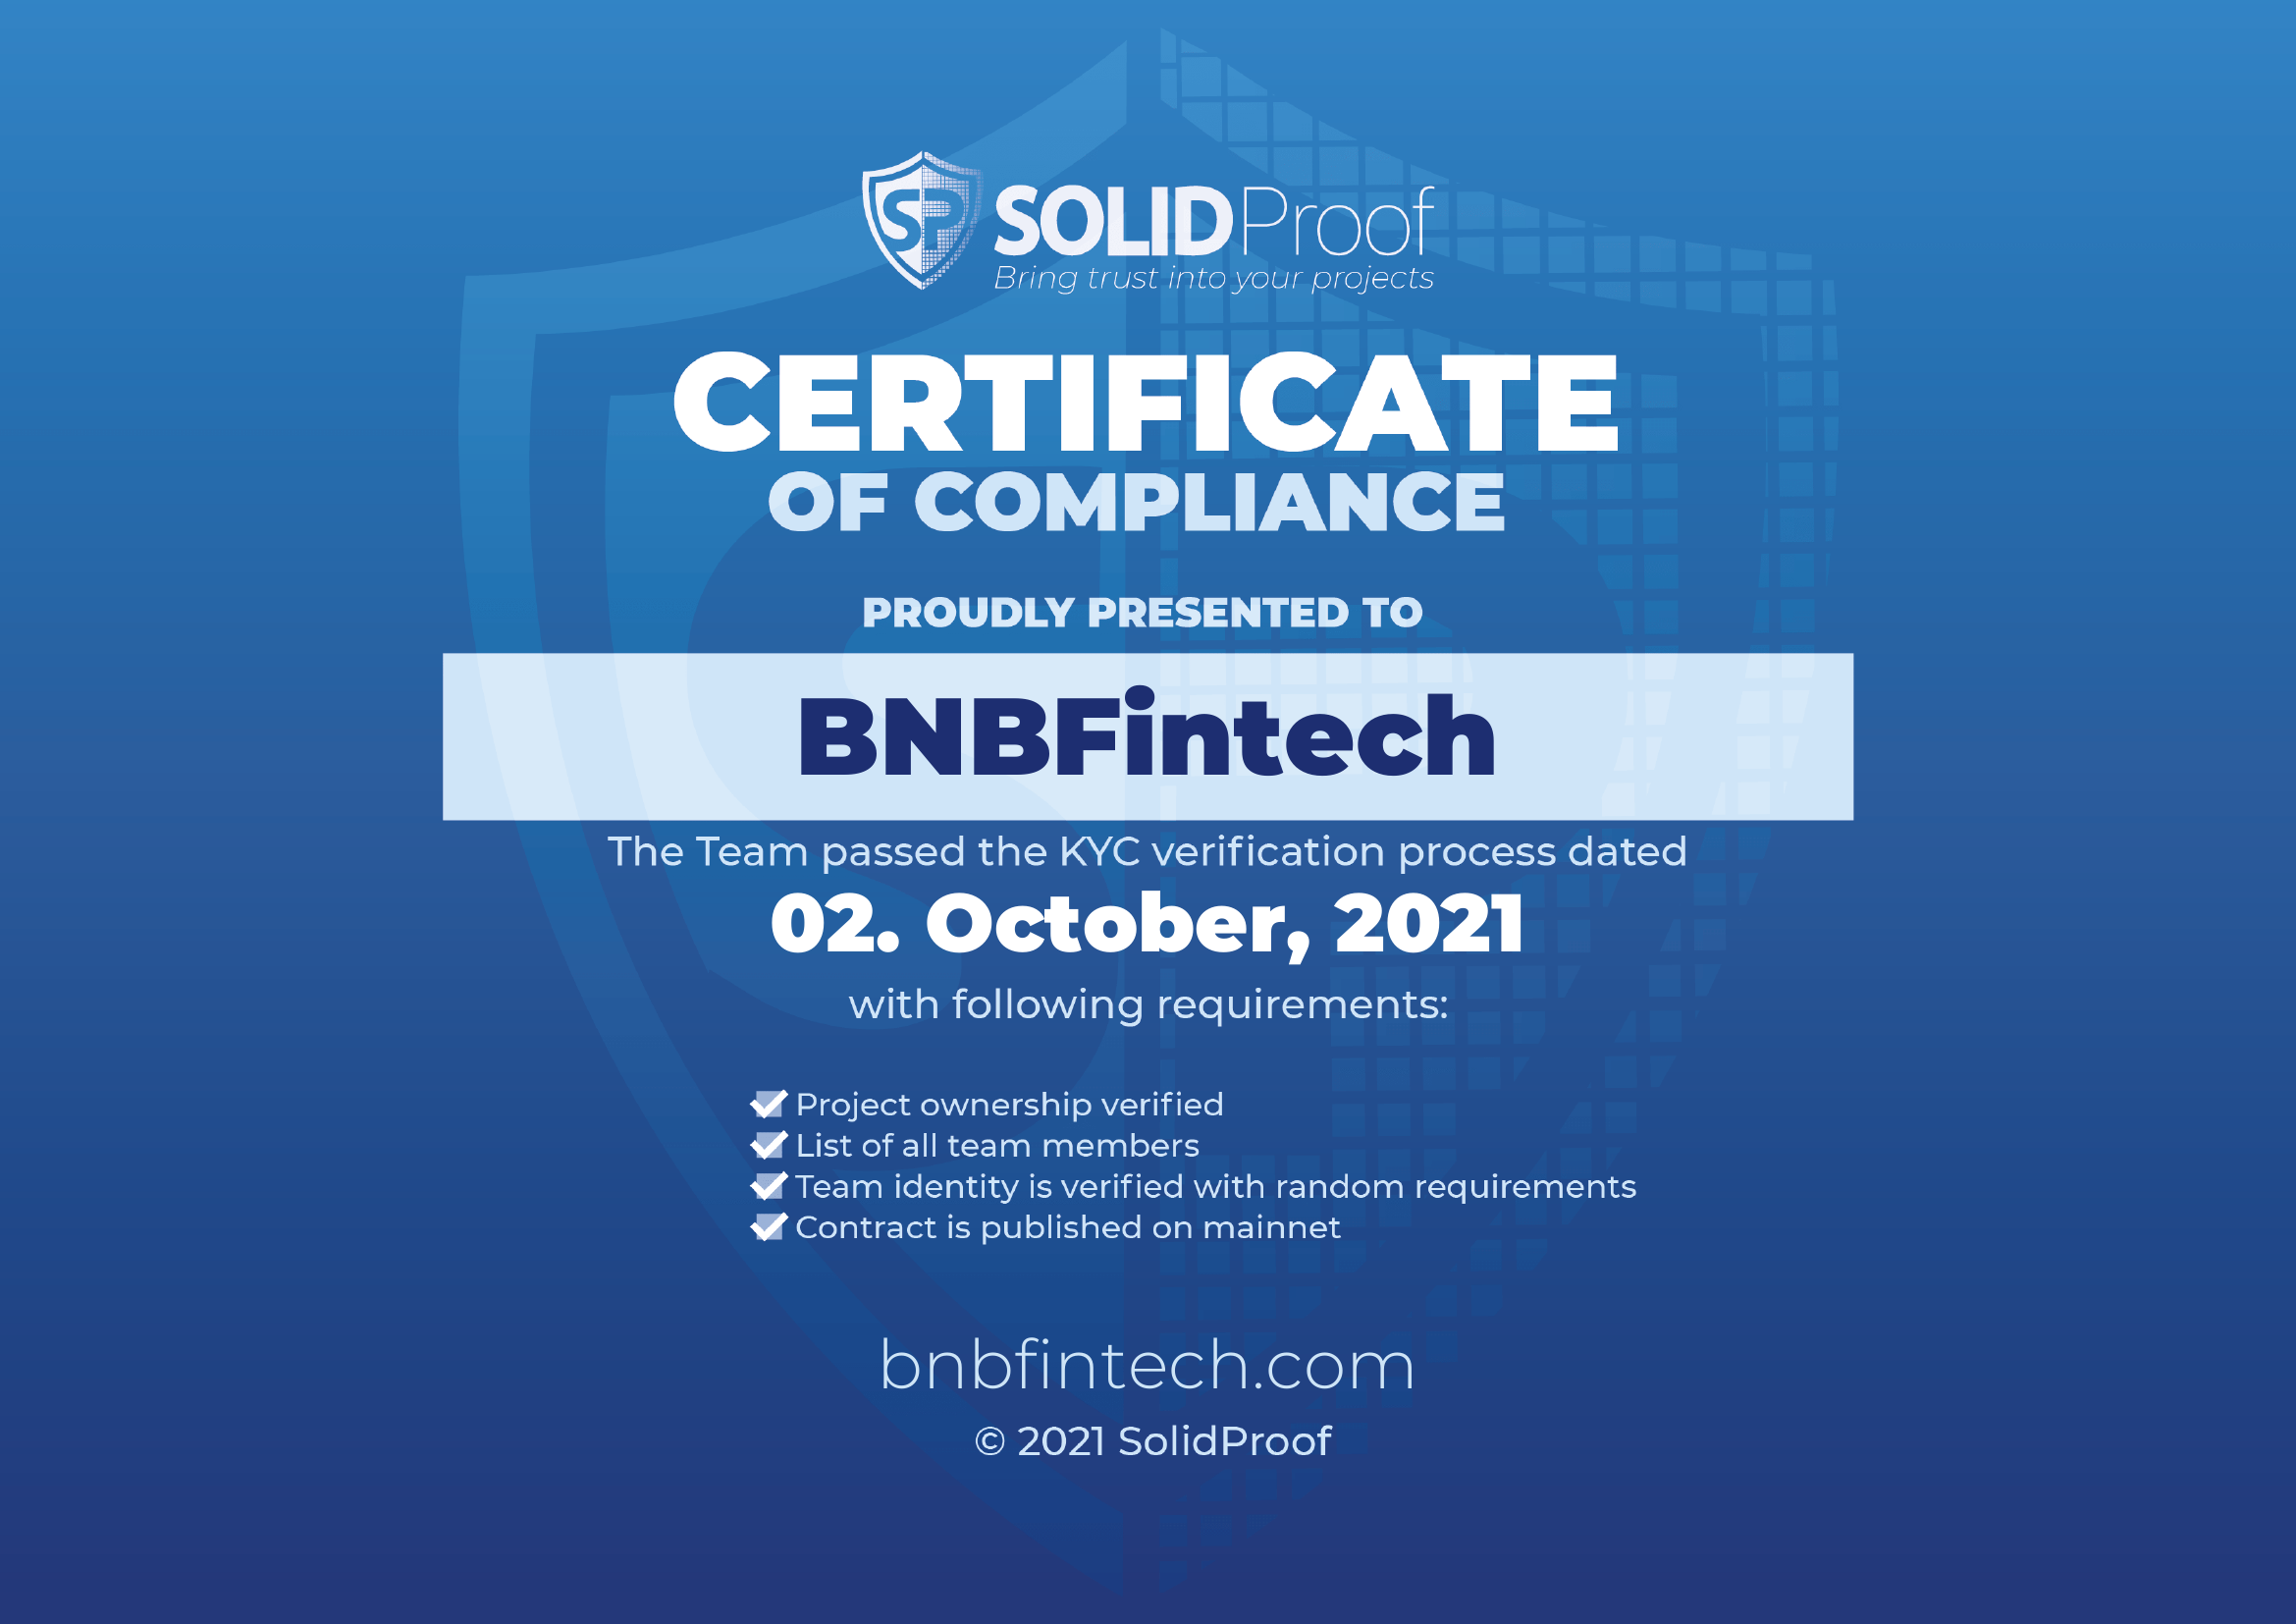 SP
SOLIDProof
Bring trust into your projects
CERTIFICATE
OF COMPLIANCE
PROUDLY PRESENTED TO
BNBFintech
The Team passed the KYC verification process dated
02. October, 2021
with following requirements:
Project ownership verified
List of all team members
Team identity is verified with random requirements
Contract is published on mainnet
bnbfintech.com
© 2021 SolidProof